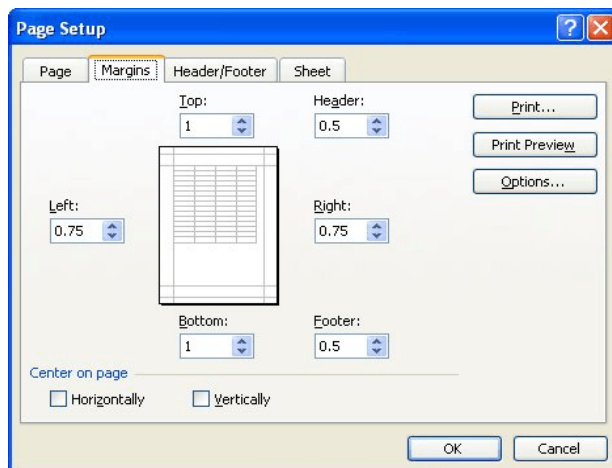 Page Setup
Page Margins Header/Footer Sheet
Top: Header:
1 0.5
Print...
Print Preview
Options...
Left: Right:
0.75 0.75
Bottom: Footer:
1 0.5
Center on page
Horizontally Vertically
OK Cancel